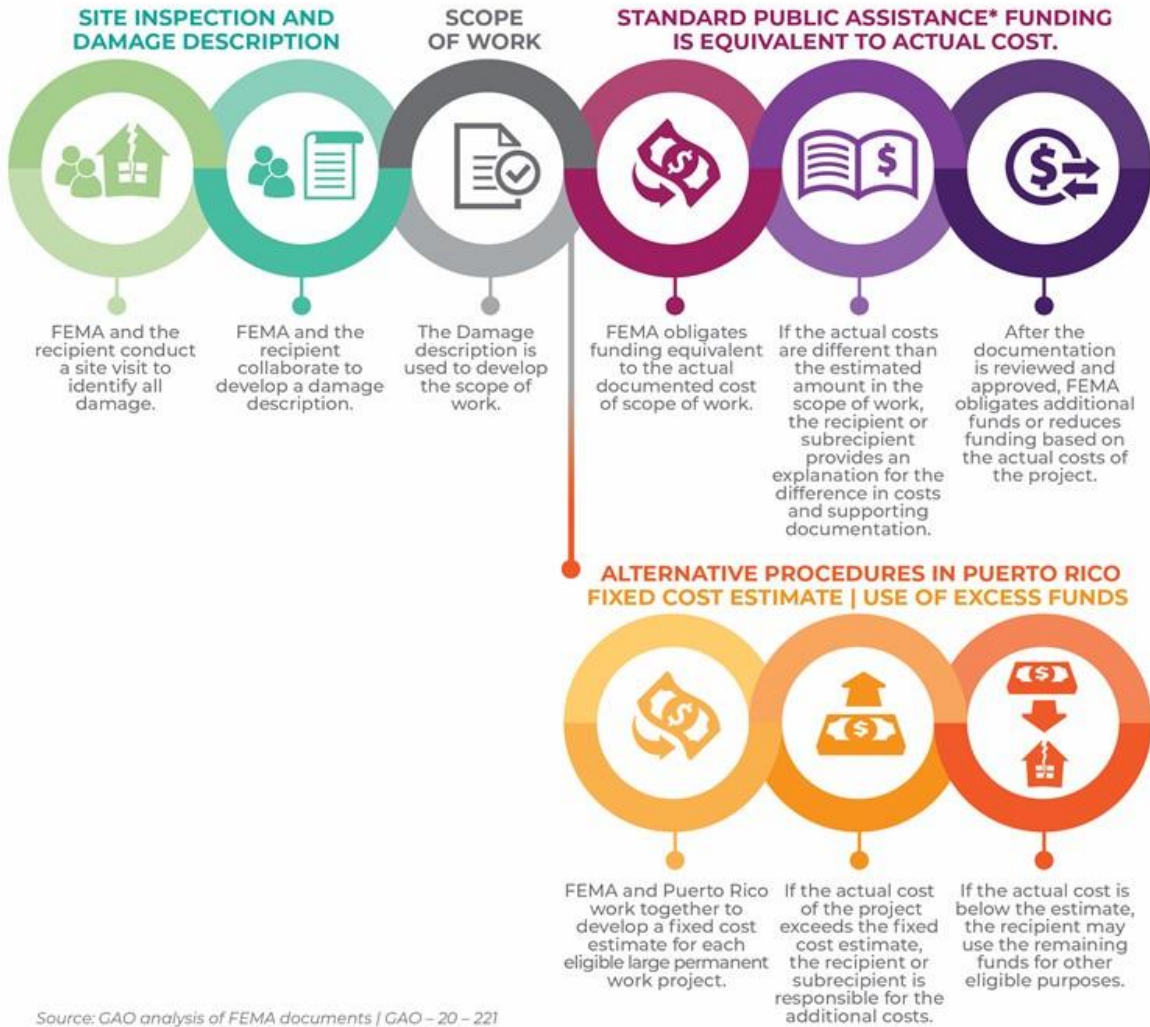 SITE INSPECTION AND
DAMAGE DESCRIPTION
SCOPE
OF WORK
STANDARD PUBLIC ASSISTANCE* FUNDING
IS EQUIVALENT TO ACTUAL COST.
$
$
$
FEMA and the
recipient conduct
a site visit to
identify all
damage.
FEMA and the
recipient
collaborate to
develop a damage
description.
The Damage
description is
used to develop
the scope of
work.
FEMA obligates
funding equivalent
to the actual
documented cost
of scope of work.
If the actual costs
are different than
the estimated
amount in the
scope of work,
the recipient or
subrecipient
provides an
explanation for the
difference in costs
and supporting
documentation.
After the
documentation
is reviewed and
approved, FEMA
obligates additional
funds or reduces
funding based on
the actual costs of
the project.
ALTERNATIVE PROCEDURES IN PUERTO RICO
FIXED COST ESTIMATE | USE OF EXCESS FUNDS
$
$
$
FEMA and Puerto Rico
work together to
develop a fixed cost
estimate for each
eligible large permanent
work project.
If the actual cost
of the project
exceeds the fixed
cost estimate,
the recipient or
subrecipient is
responsible for the
additional costs.
If the actual cost is
below the estimate,
the recipient may
use the remaining
funds for other
eligible purposes.
Source: GAO analysis of FEMA documents | GAO – 20 – 221